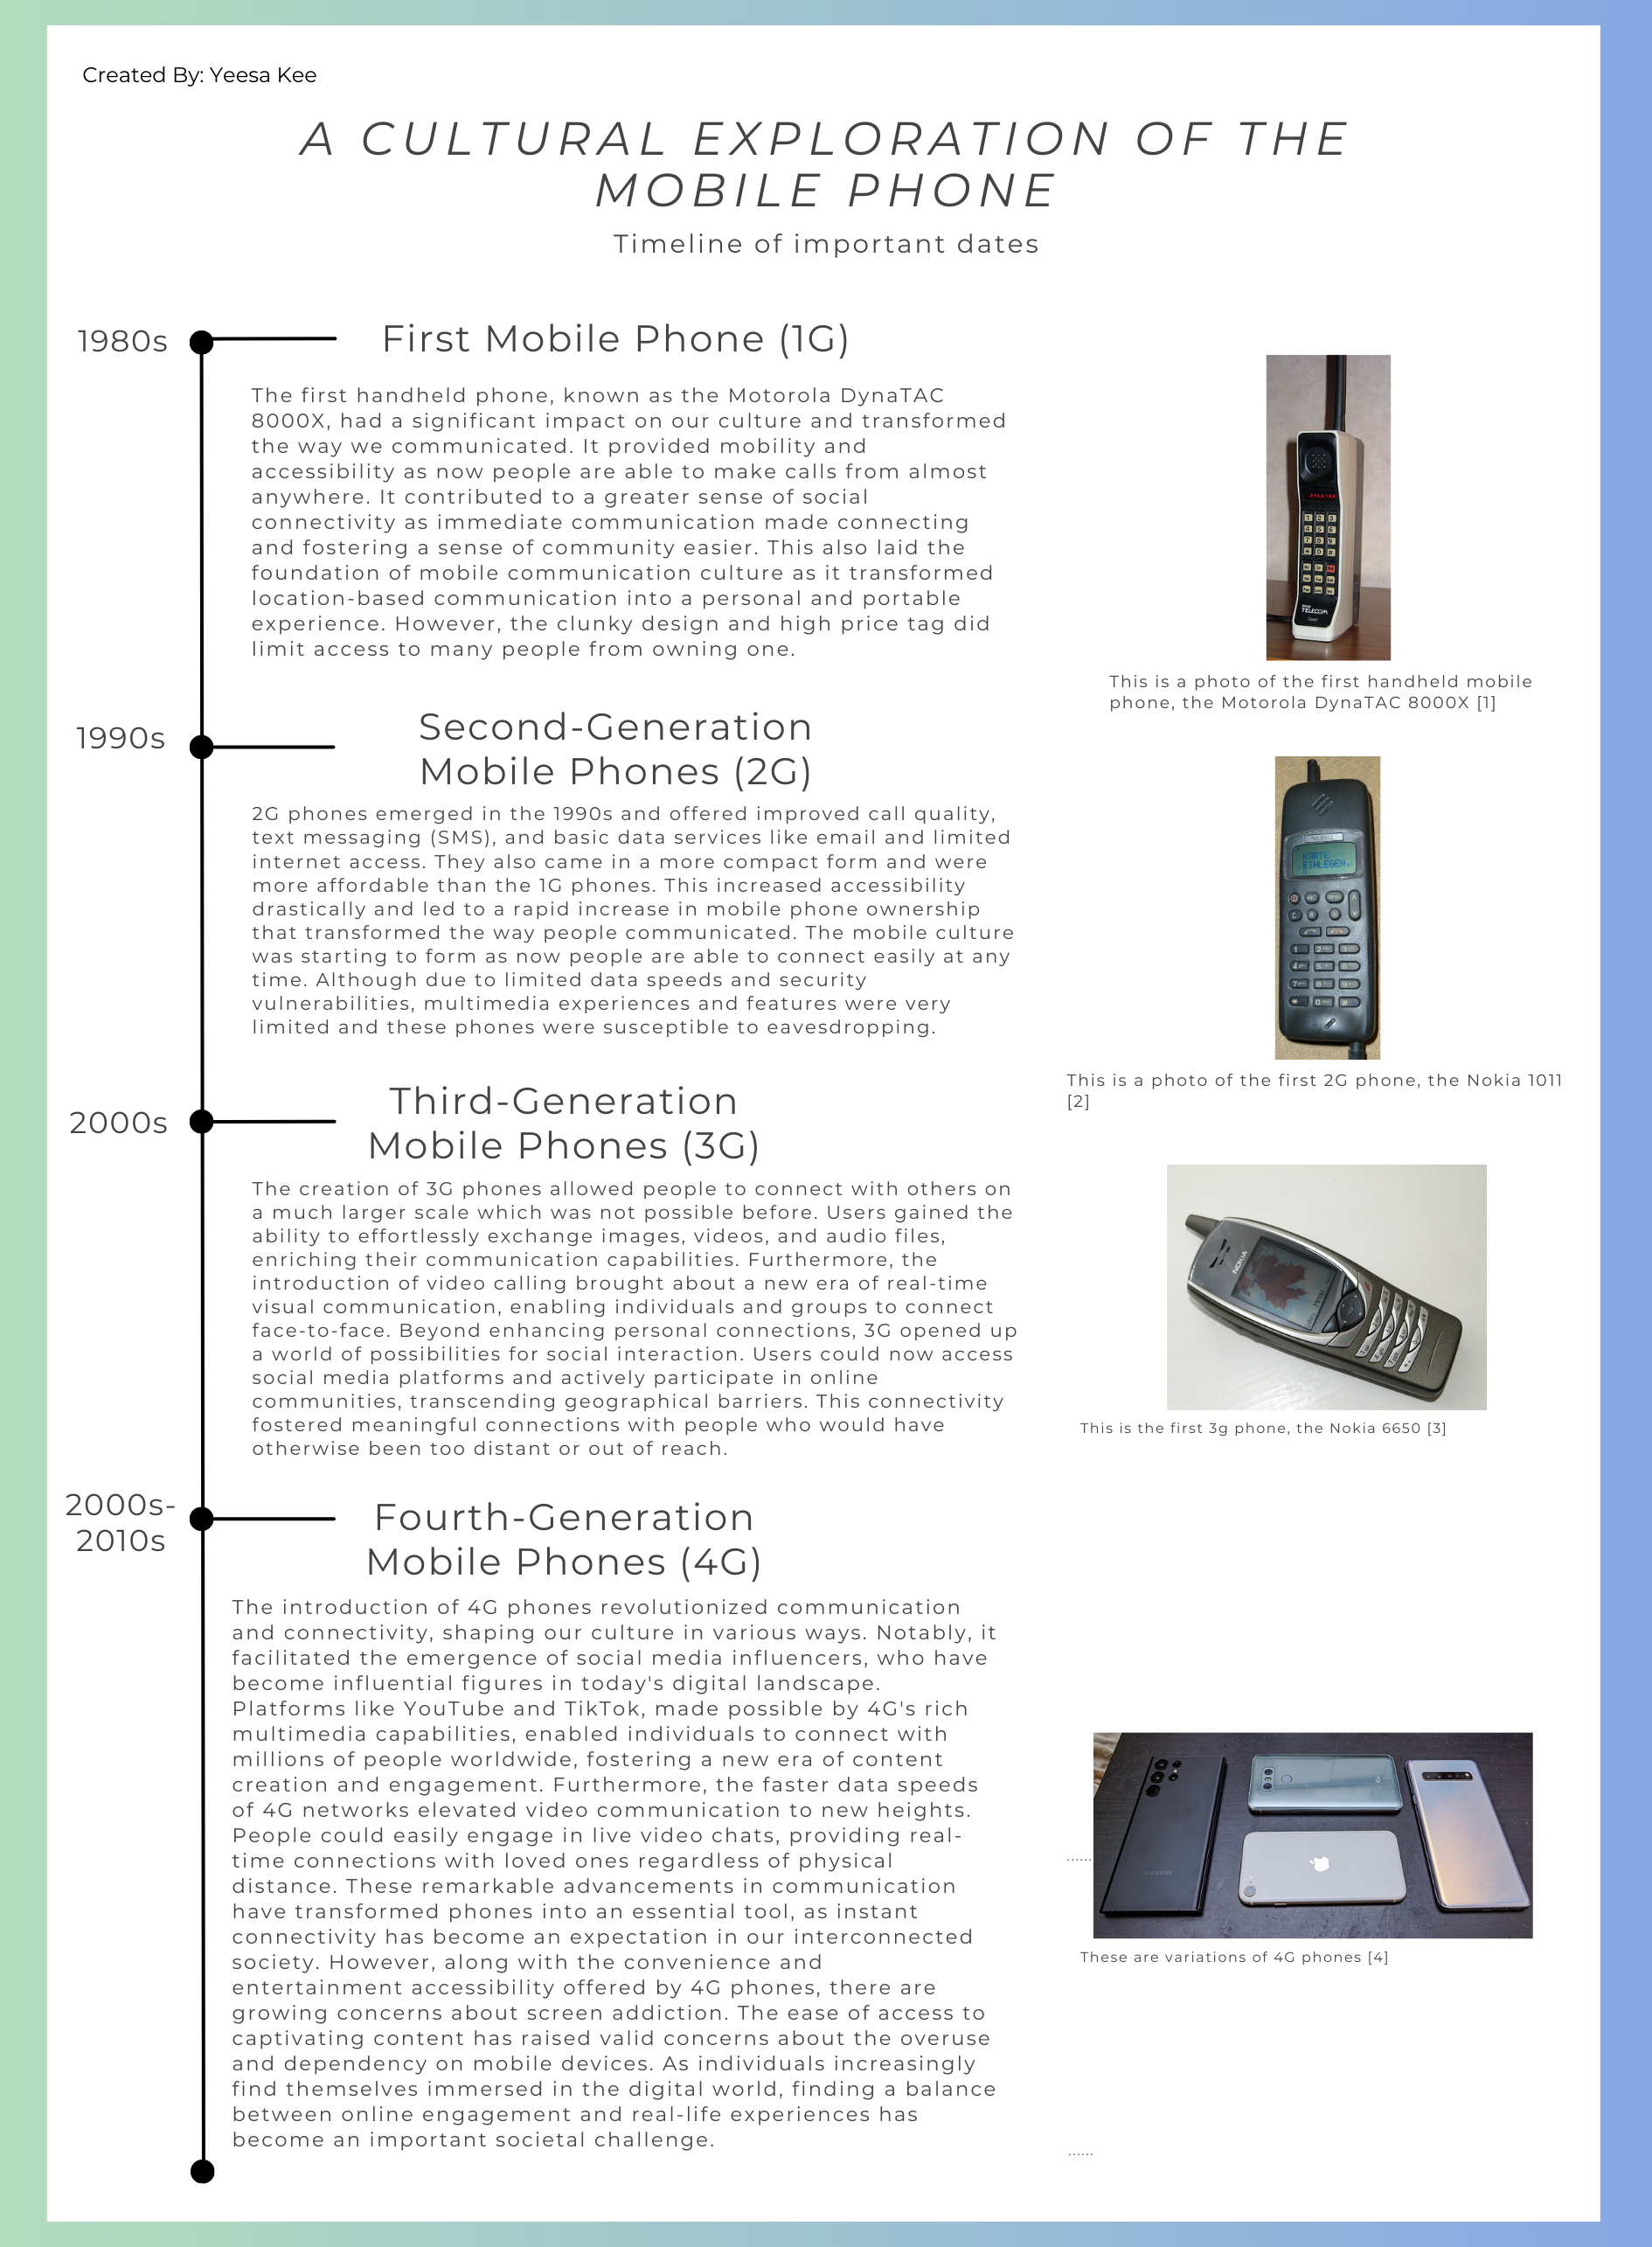 Created By: Yeesa Kee
A CULTURAL EXPLORATION OF THE
MOBILE PHONE
Timeline of important dates
1980s
First Mobile Phone (1G)
The first handheld phone, known as the Motorola DynaTAC
8000X, had a significant impact on our culture and transformed
the way we communicated. It provided mobility and
accessibility as now people are able to make calls from almost
anywhere. It contributed to a greater sense of social
connectivity as immediate communication made connecting
and fostering a sense of community easier. This also laid the
foundation of mobile communication culture as it transformed
location-based communication into a personal and portable
experience. However, the clunky design and high price tag did
limit access to many people from owning one.
TELECOM
This is a photo of the first handheld mobile
phone, the Motorola DynaTAC 8000X [1]
1990s
Second-Generation
Mobile Phones (2G)
2G phones emerged in the 1990s and offered improved call quality,
text messaging (SMS), and basic data services like email and limited
internet access. They also came in a more compact form and were
more affordable than the 1G phones. This increased accessibility
drastically and led to a rapid increase in mobile phone ownership
that transformed the way people communicated. The mobile culture
was starting to form as now people are able to connect easily at any
time. Although due to limited data speeds and security
vulnerabilities, multimedia experiences and features were very
limited and these phones were susceptible to eavesdropping.
KARTE
EINLEGEN
This is a photo of the first 2G phone, the Nokia 1011
[2]
2000s
Third-Generation
Mobile Phones (3G)
The creation of 3G phones allowed people to connect with others on
a much larger scale which was not possible before. Users gained the
ability to effortlessly exchange images, videos, and audio files,
enriching their communication capabilities. Furthermore, the
introduction of video calling brought about a new era of real-time
visual communication, enabling individuals and groups to connect
face-to-face. Beyond enhancing personal connections, 3G opened up
a world of possibilities for social interaction. Users could now access
social media platforms and actively participate in online
communities, transcending geographical barriers. This connectivity
fostered meaningful connections with people who would have
otherwise been too distant or out of reach.
NOKIA
This is the first 3g phone, the Nokia 6650 [3]
2000s-
2010s
Fourth-Generation
Mobile Phones (4G)
The introduction of 4G phones revolutionized communication
and connectivity, shaping our culture in various ways. Notably, it
facilitated the emergence of social media influencers, who have
become influential figures in today's digital landscape.
Platforms like YouTube and TikTok, made possible by 4G's rich
multimedia capabilities, enabled individuals to connect with
millions of people worldwide, fostering a new era of content
creation and engagement. Furthermore, the faster data speeds
of 4G networks elevated video communication to new heights.
People could easily engage in live video chats, providing real-
time connections with loved ones regardless of physical
distance. These remarkable advancements in communication
have transformed phones into an essential tool, as instant
connectivity has become an expectation in our interconnected
society. However, along with the convenience and
entertainment accessibility offered by 4G phones, there are
growing concerns about screen addiction. The ease of access to
captivating content has raised valid concerns about the overuse
and dependency on mobile devices. As individuals increasingly
find themselves immersed in the digital world, finding a balance
between online engagement and real-life experiences has
become an important societal challenge.
......
These are variations of 4G phones [4]
......